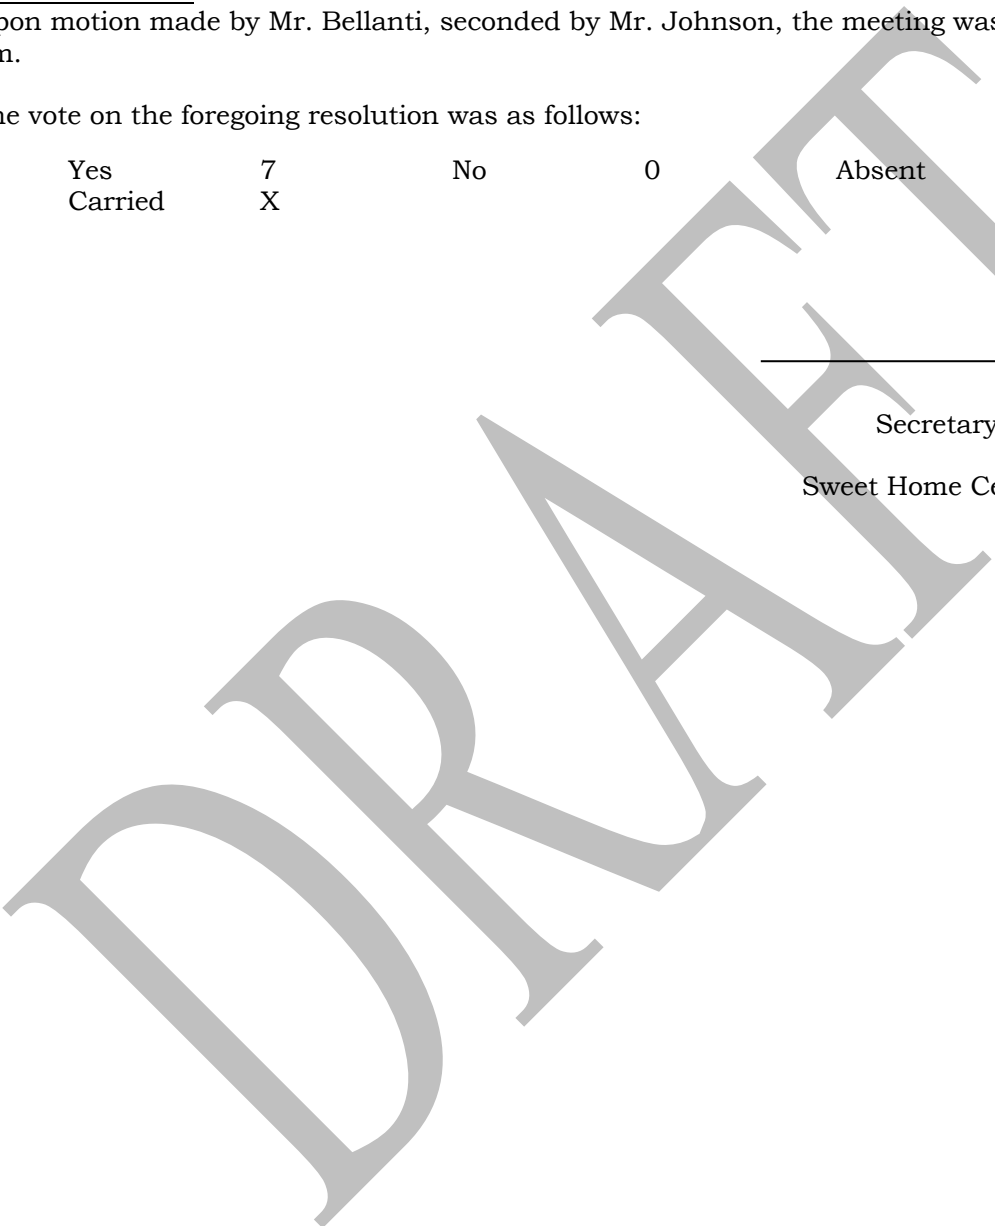 pon motion made by Mr. Bellanti, seconded by Mr. Johnson, the meeting was
m.
he vote on the foregoing resolution was as follows:
Yes 7 No 0 Absent
Carried X
Secretary
Sweet Home Ce
DRAFT